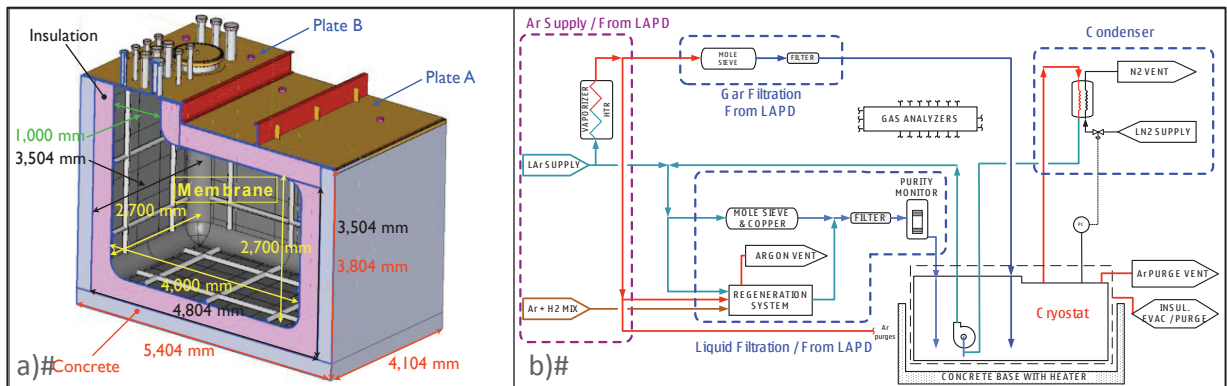 Insulation
Plate B
Plate A
1,000 mm
3,504 mm
Membrane
2,700 mm
2,700 mm
3,504 mm
3,804 mm
4,000 mm
4,804 mm
5,404 mm
4,104 mm
Concrete
a)#
b)#
Ar Supply / From LAPD
VAPORIZER
HTR
MOLE
SIEVE
FILTER
Gar Filtration
From LAPD
Condenser
N2 VENT
LN2 SUPPLY
GAS ANALYZERS
LAr SUPPLY
PURITY
MONITOR
MOLE SIEVE
& COPPER
FILTER
ARGON VENT
REGENERATION
SYSTEM
Ar + H2 MIX
Liquid Filtration / From LAPD
Ar
purges
PC
Cryostat
Ar PURGE VENT
INSUL.
EVAC / PURGE
CONCRETE BASE WITH HEATER